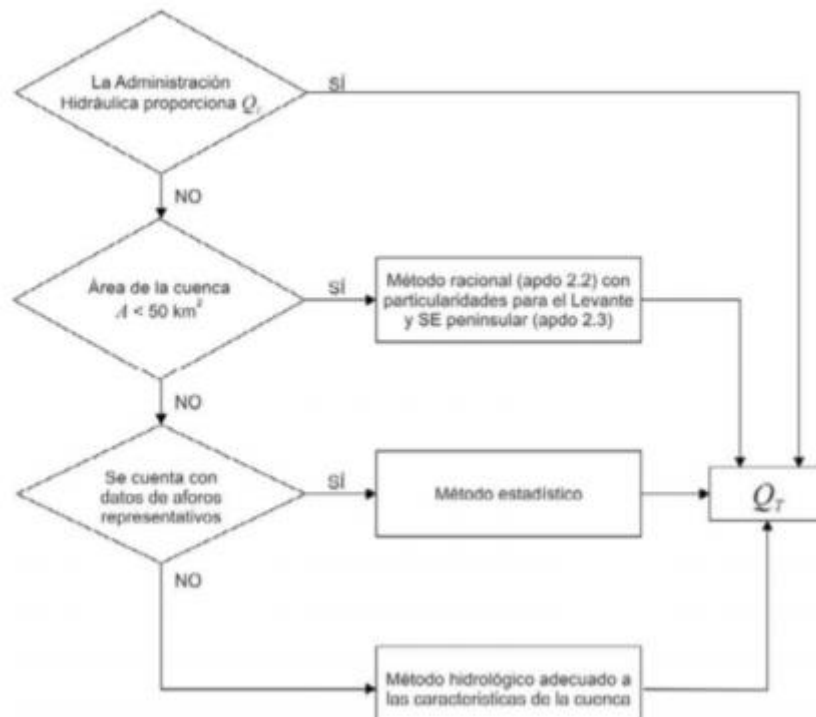 La Administración
Hidráulica proporciona QT
SÍ
NO
Área de la cuenca
A < 50 km²
SÍ
Método racional (apdo 2.2) con
particularidades para el Levante
y SE peninsular (apdo 2.3)
NO
Se cuenta con
datos de aforos
representativos
SÍ
Método estadístico
QT
NO
Método hidrológico adecuado a
las características de la cuenca